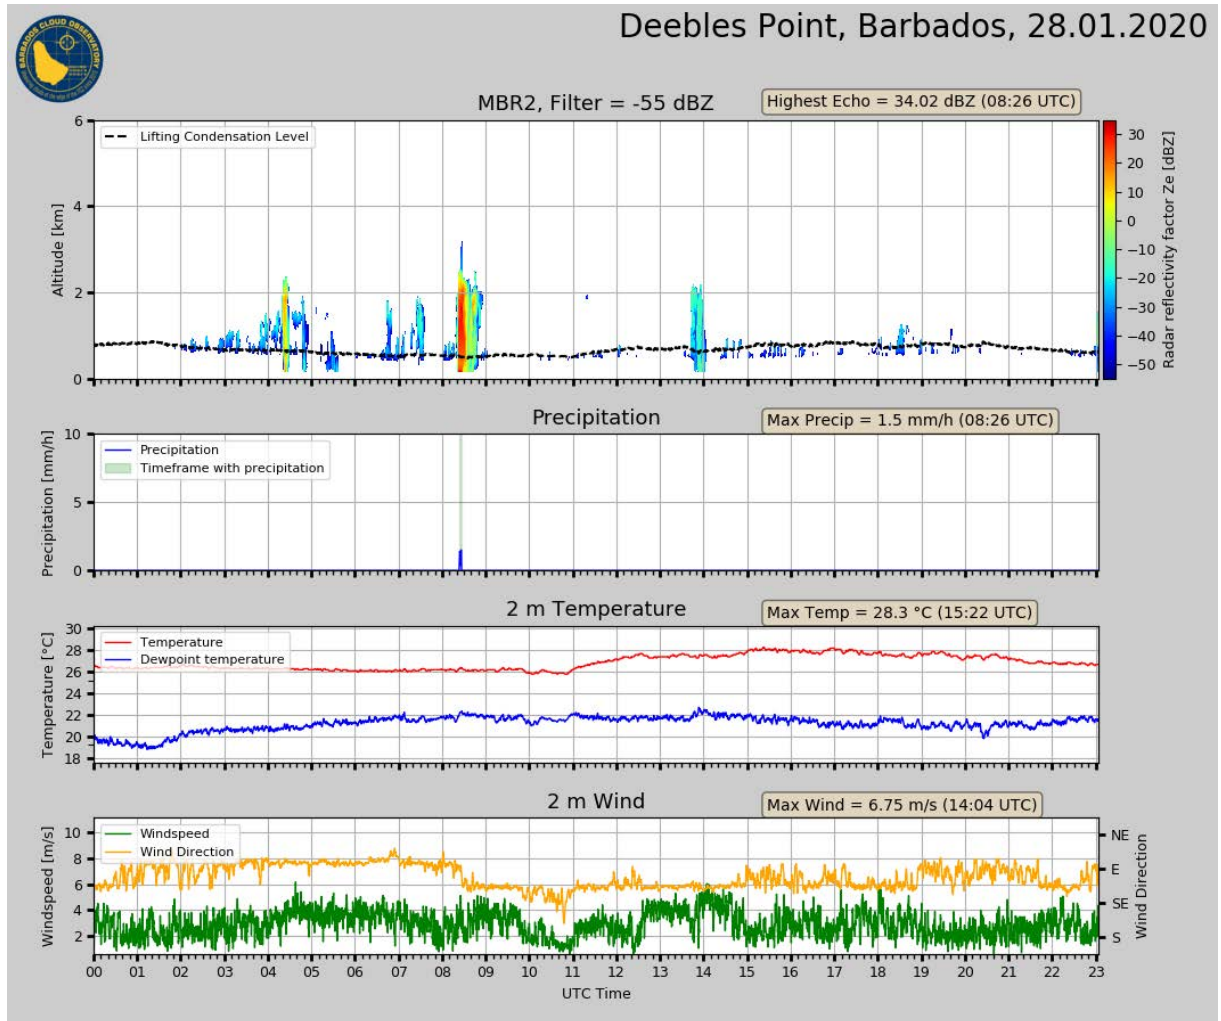 BARBADOS CLOUD OBSERVATORY
Deebles Point, Barbados, 28.01.2020
MBR2, Filter = -55 dBZ
Highest Echo = 34.02 dBZ (08:26 UTC)
Lifting Condensation Level
Altitude [km]
6
4
2
0
30
20
10
0
−10
−20
−30
−40
−50
Radar reflectivity factor Ze [dBZ]
Precipitation
Max Precip = 1.5 mm/h (08:26 UTC)
Precipitation
Timeframe with precipitation
Precipitation [mm/h]
10
5
0
2 m Temperature
Max Temp = 28.3 °C (15:22 UTC)
Temperature
Dewpoint temperature
Temperature [°C]
30
28
26
24
22
20
18
2 m Wind
Max Wind = 6.75 m/s (14:04 UTC)
Windspeed
Wind Direction
Windspeed [m/s]
10
8
6
4
2
NE
E
SE
S
Wind Direction
00 01 02 03 04 05 06 07 08 09 10 11 12 13 14 15 16 17 18 19 20 21 22 23
UTC Time